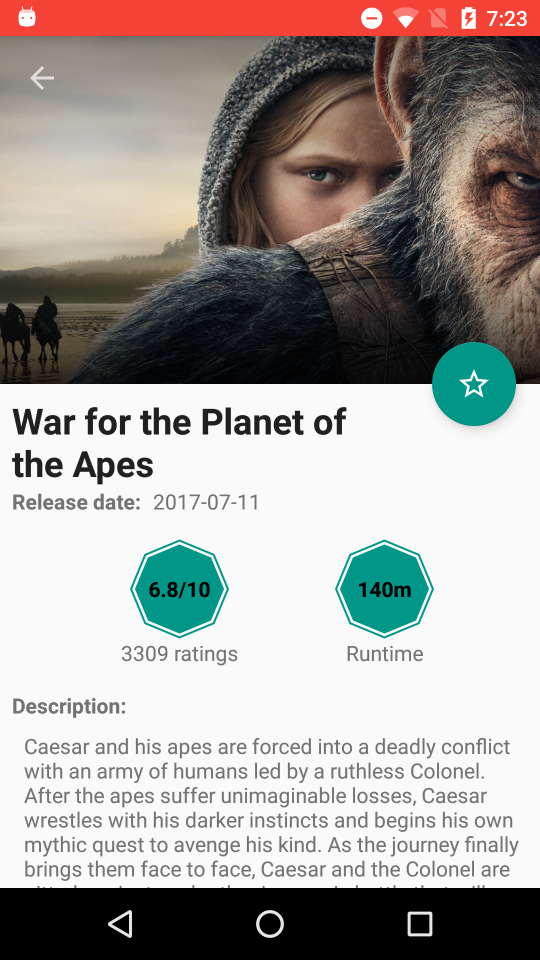 7:23
War for the Planet of
the Apes
Release date: 2017-07-11
6.8/10
140m
3309 ratings
Runtime
Description:
Caesar and his apes are forced into a deadly conflict
with an army of humans led by a ruthless Colonel.
After the apes suffer unimaginable losses, Caesar
wrestles with his darker instincts and begins his own
mythic quest to avenge his kind. As the journey finally
brings them face to face, Caesar and the Colonel are